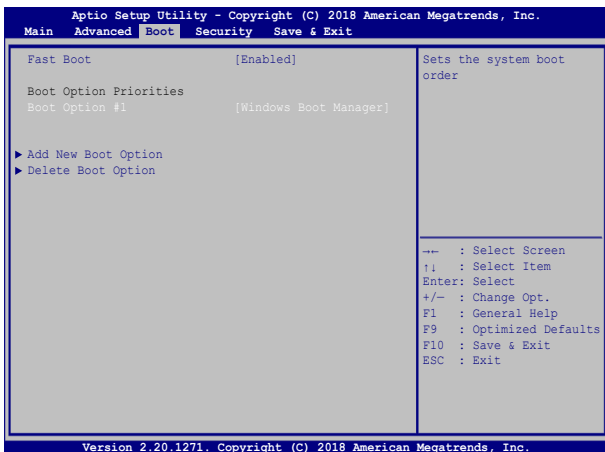 Aptio Setup Utility - Copyright (C) 2018 American Megatrends, Inc.
Main Advanced Boot Security Save & Exit
Fast Boot [Enabled]
Boot Option Priorities
Boot Option #1 [Windows Boot Manager]
▶ Add New Boot Option
▶ Delete Boot Option
Sets the system boot
order
→← : Select Screen
↑↓ : Select Item
Enter: Select
+/— : Change Opt.
F1 : General Help
F9 : Optimized Defaults
F10 : Save & Exit
ESC : Exit
Version 2.20.1271. Copyright (C) 2018 American Megatrends, Inc.